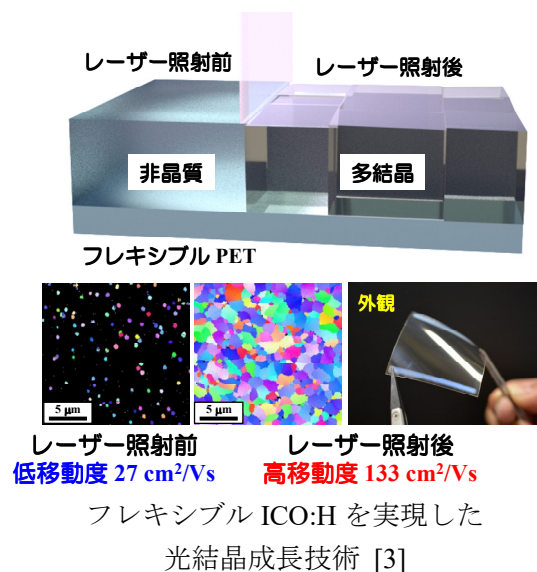 レーザー照射前
レーザー照射後
非晶質
多結晶
フレキシブル PET
外観
5 μm
5 μm
レーザー照射前
レーザー照射後
低移動度 27 cm²/Vs
高移動度 133 cm²/Vs
フレキシブル ICO:H を実現した
光結晶成長技術 [3]